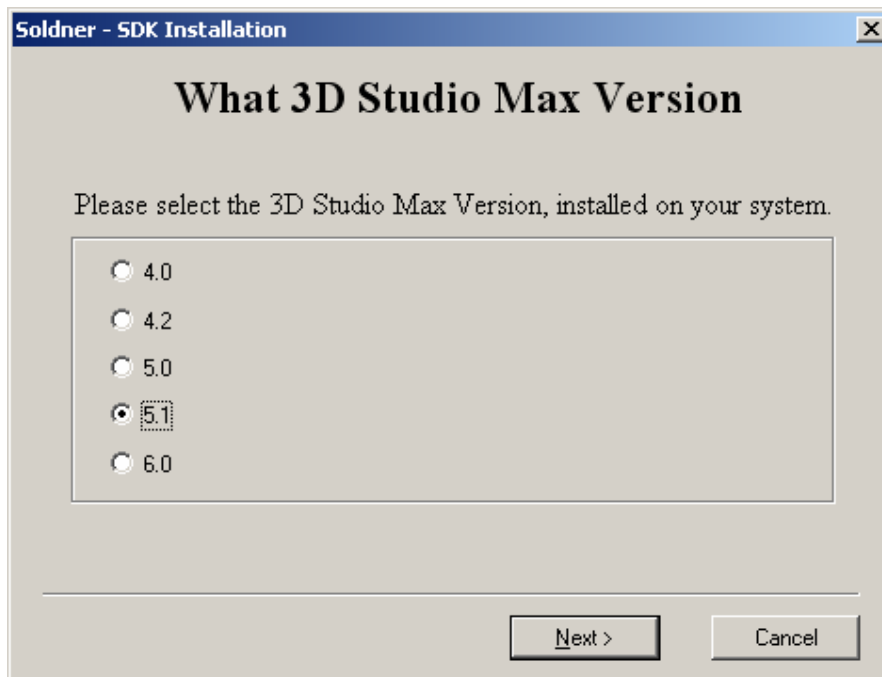 Soldner - SDK Installation
What 3D Studio Max Version
Please select the 3D Studio Max Version, installed on your system.
4.0
4.2
5.0
5.1
6.0
Next >
Cancel